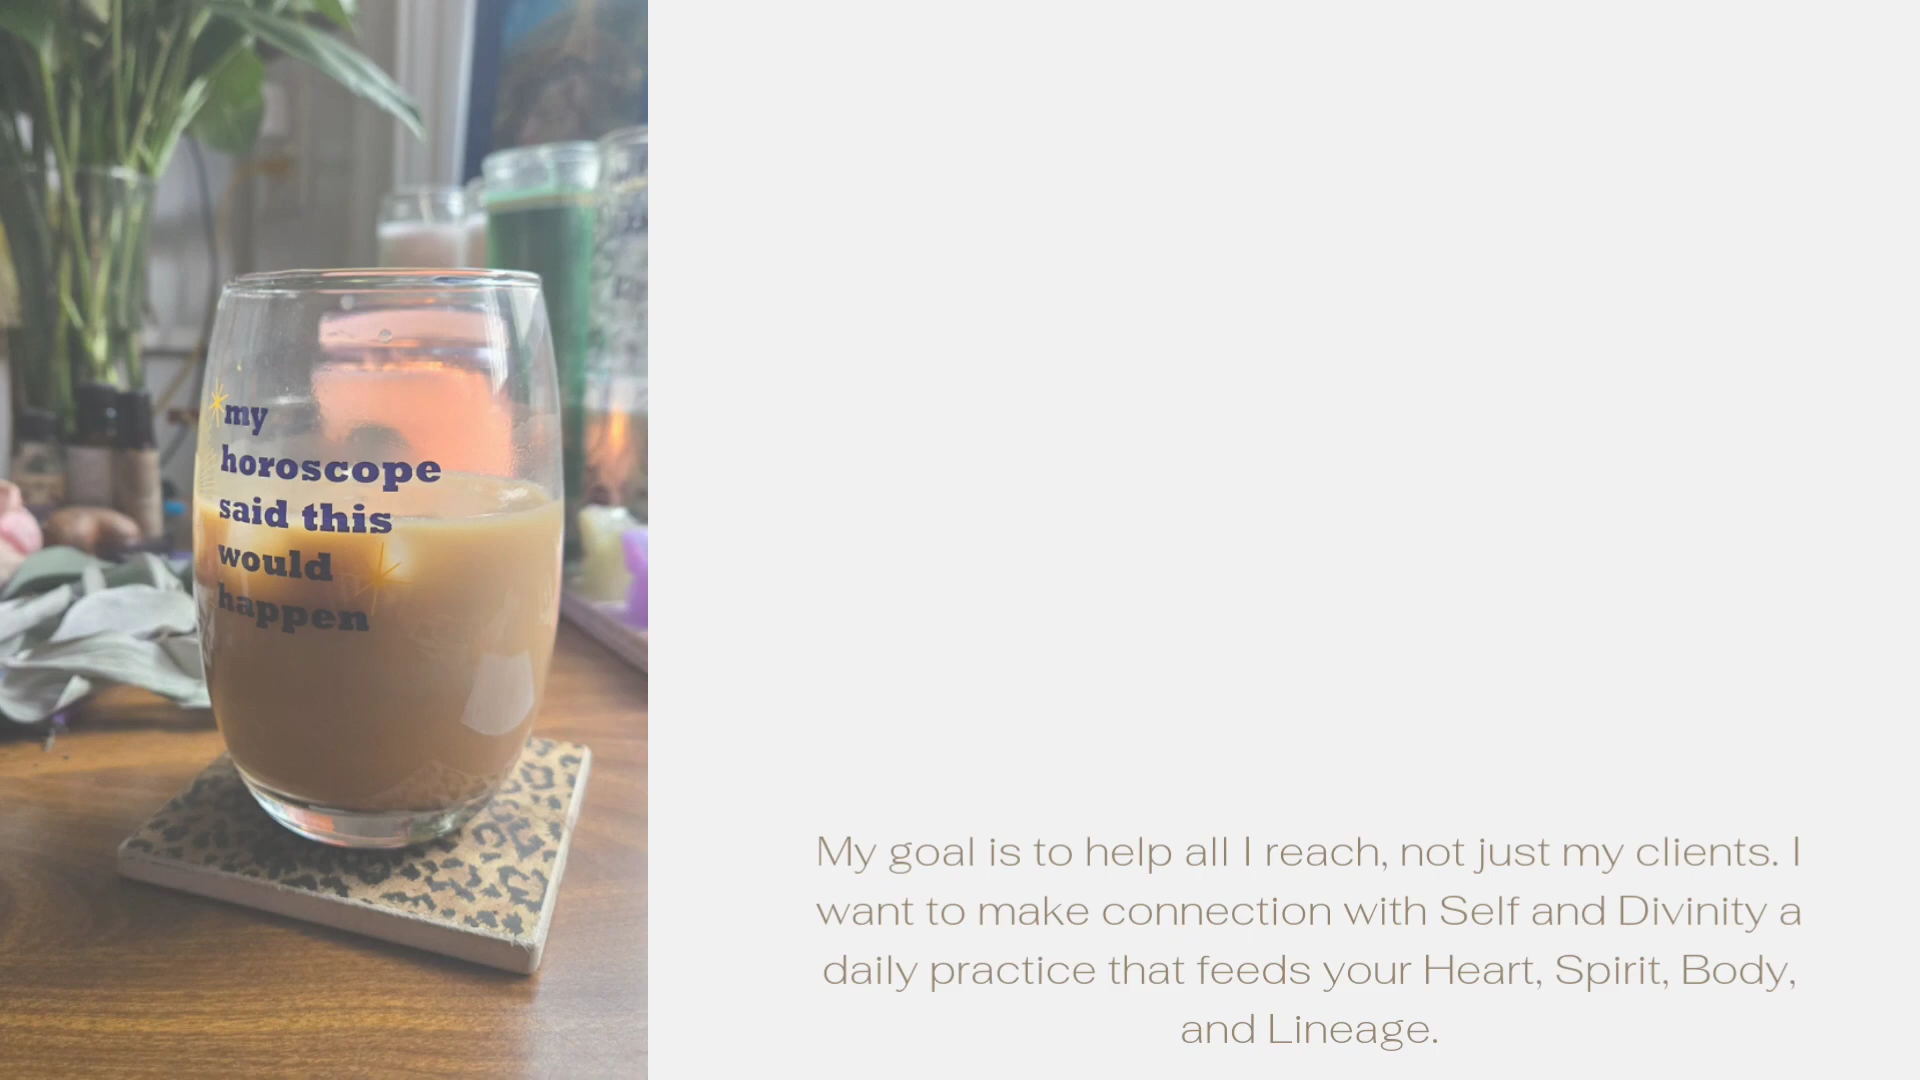 my
horoscope
said this
would
happen
My goal is to help all I reach, not just my clients. I
want to make connection with Self and Divinity a
daily practice that feeds your Heart, Spirit, Body,
and Lineage.